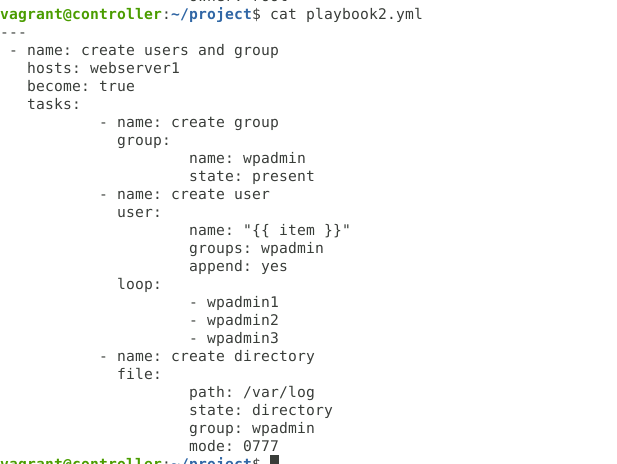 vagrant@controller:~/project$ cat playbook2.yml
---
 - name: create users and group
   hosts: webserver1
   become: true
   tasks:
           - name: create group
             group:
                     name: wpadmin
                     state: present
           - name: create user
             user:
                     name: "{{ item }}"
                     groups: wpadmin
                     append: yes
             loop:
                     - wpadmin1
                     - wpadmin2
                     - wpadmin3
           - name: create directory
             file:
                     path: /var/log
                     state: directory
                     group: wpadmin
                     mode: 0777
vagrant@controller:~/project$